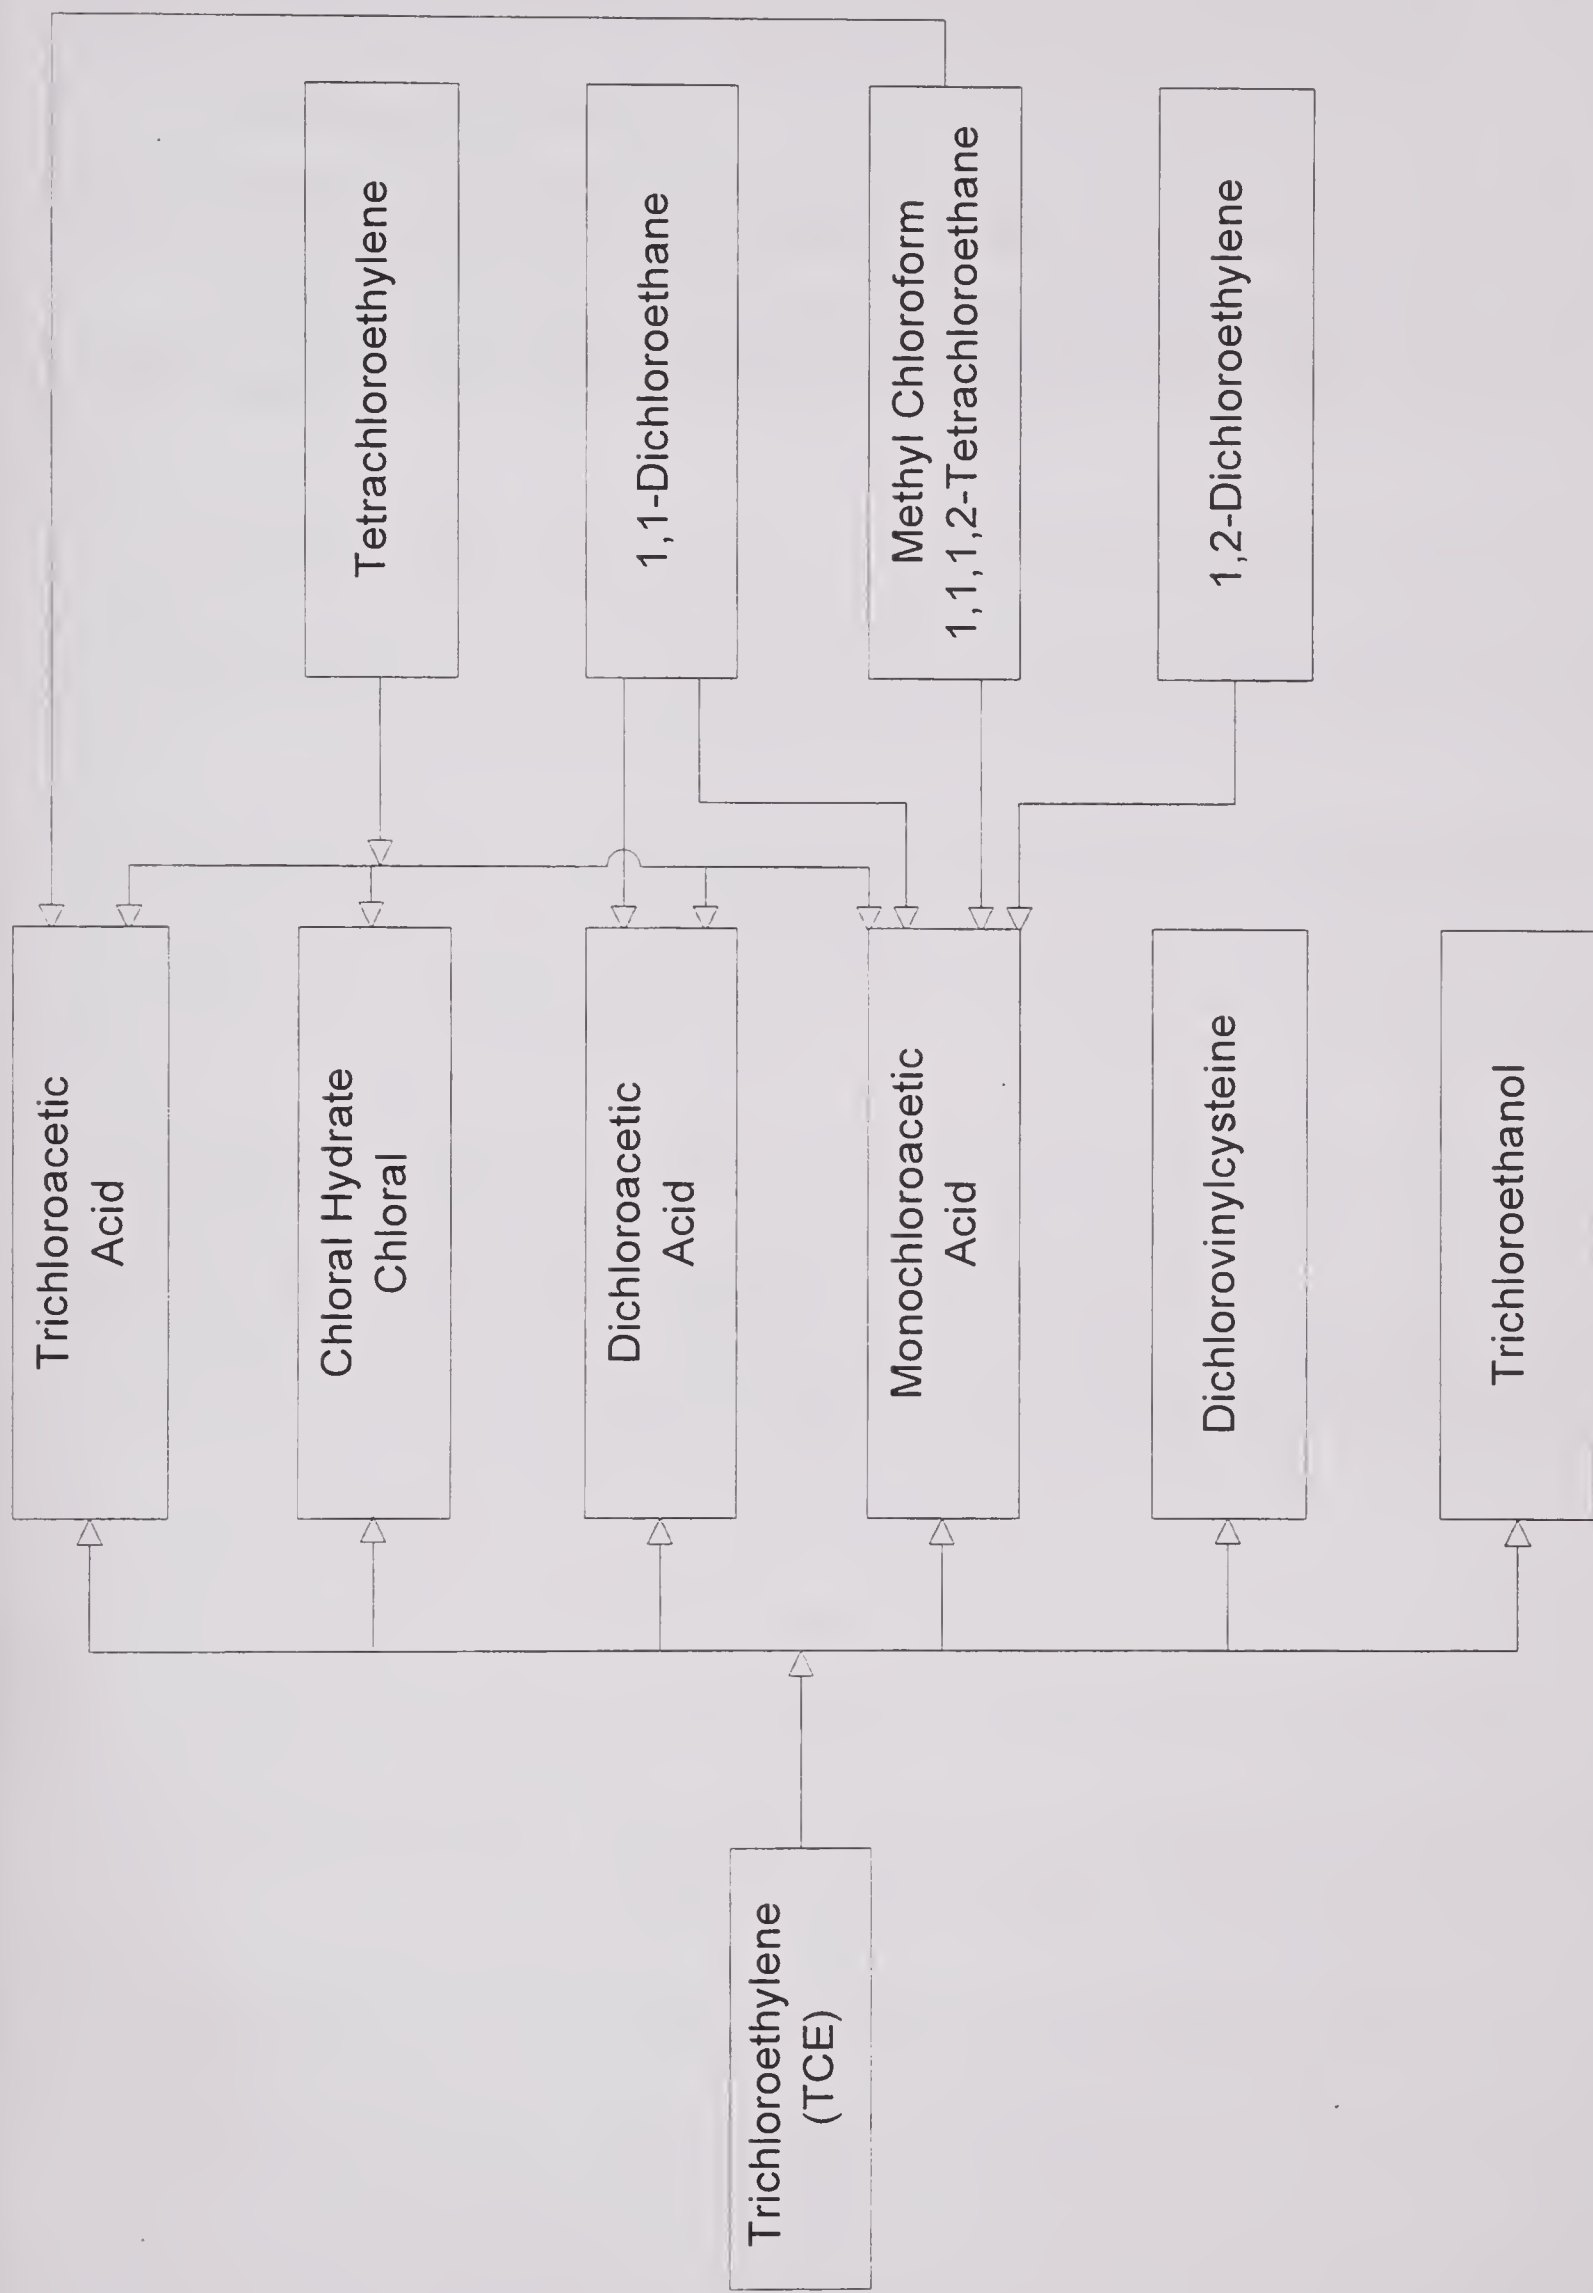 Trichloroethylene
(TCE)
Trichloroacetic
Acid
Chloral Hydrate
Chloral
Dichloroacetic
Acid
Monochloroacetic
Acid
Dichlorovinylcysteine
Trichloroethanol
Tetrachloroethylene
1,1-Dichloroethane
Methyl Chloroform
1,1,1,2-Tetrachloroethane
1,2-Dichloroethylene